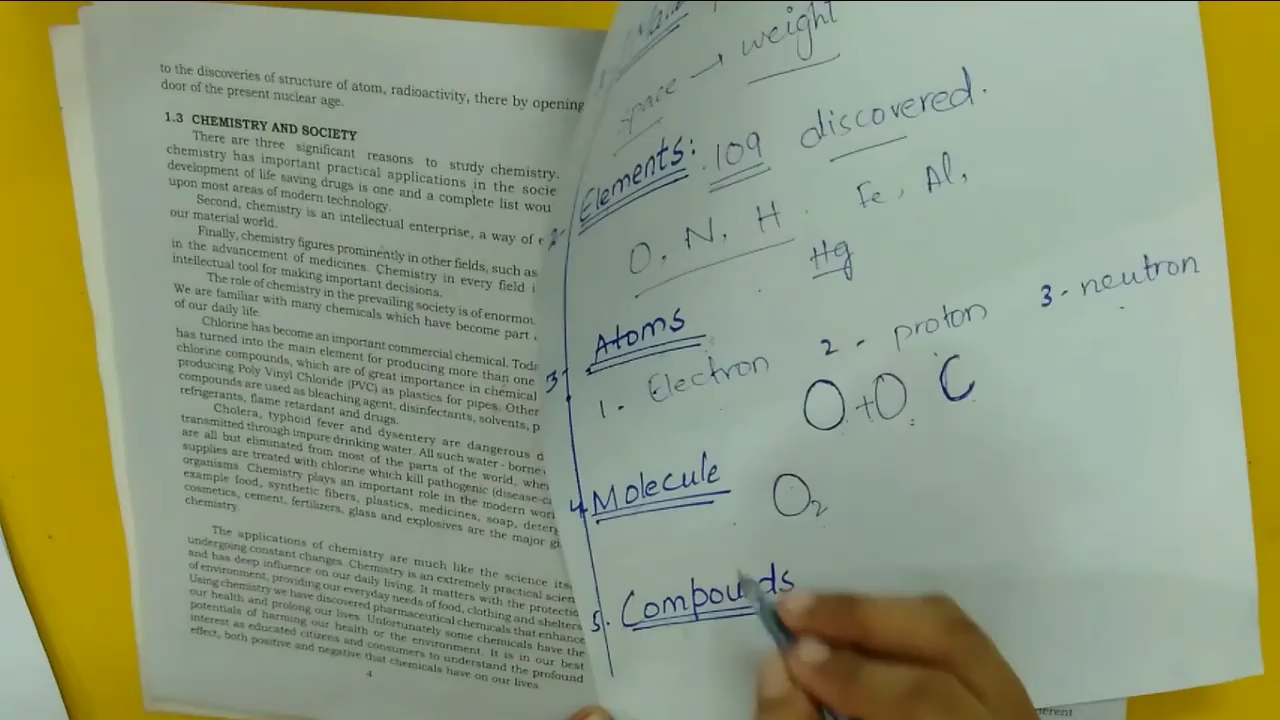 to the discoveries of structure of atom, radioactivity, there by opening
door of the present nuclear age.
1.3 CHEMISTRY AND SOCIETY
There are three significant reasons to study chemistry.
chemistry has important practical applications in the socie
development of life saving drugs is one and a complete list wou
upon most areas of modern technology.
Second, chemistry is an intellectual enterprise, a way of e
our material world.
Finally, chemistry figures prominently in other fields, such as
in the advancement of medicines. Chemistry in every field i
intellectual tool for making important decisions.
The role of chemistry in the prevailing society is of enormou
We are familiar with many chemicals which have become part
of our daily life.
Chlorine has become an important commercial chemical. Toda
has turned into the main element for producing more than one
chlorine compounds, which are of great importance in chemical
producing Poly Vinyl Chloride (PVC) as plastics for pipes. Other
compounds are used as bleaching agent, disinfectants, solvents, p
refrigerants, flame retardant and drugs.
Cholera, typhoid fever and dysentery are dangerous d
transmitted through impure drinking water. All such water - borne
are all but eliminated from most of the parts of the world, whe
supplies are treated with chlorine which kill pathogenic (disease-ca
organisms. Chemistry plays an important role in the modern worl
example food, synthetic fibers, plastics, medicines, soap, deterg
cosmetics, cement, fertilizers, glass and explosives are the major gi
chemistry.
The applications of chemistry are much like the science itse
undergoing constant changes. Chemistry is an extremely practical scien
and has deep influence on our daily living. It matters with the protectio
of environment, providing our everyday needs of food, clothing and shelters
Using chemistry we have discovered pharmaceutical chemicals that enhance
our health and prolong our lives. Unfortunately some chemicals have the
potentials of harming our health or the environment. It is in our best
interest as educated citizens and consumers to understand the profound
effect, both positive and negative that chemicals have on our lives
4
space → weight
2. Elements: 109 discovered.
O, N, H Fe, Al,
Hg
3. Atoms
1. Electron 2 - proton 3 - neutron
O + O C
4. Molecule
O2
5. Compounds